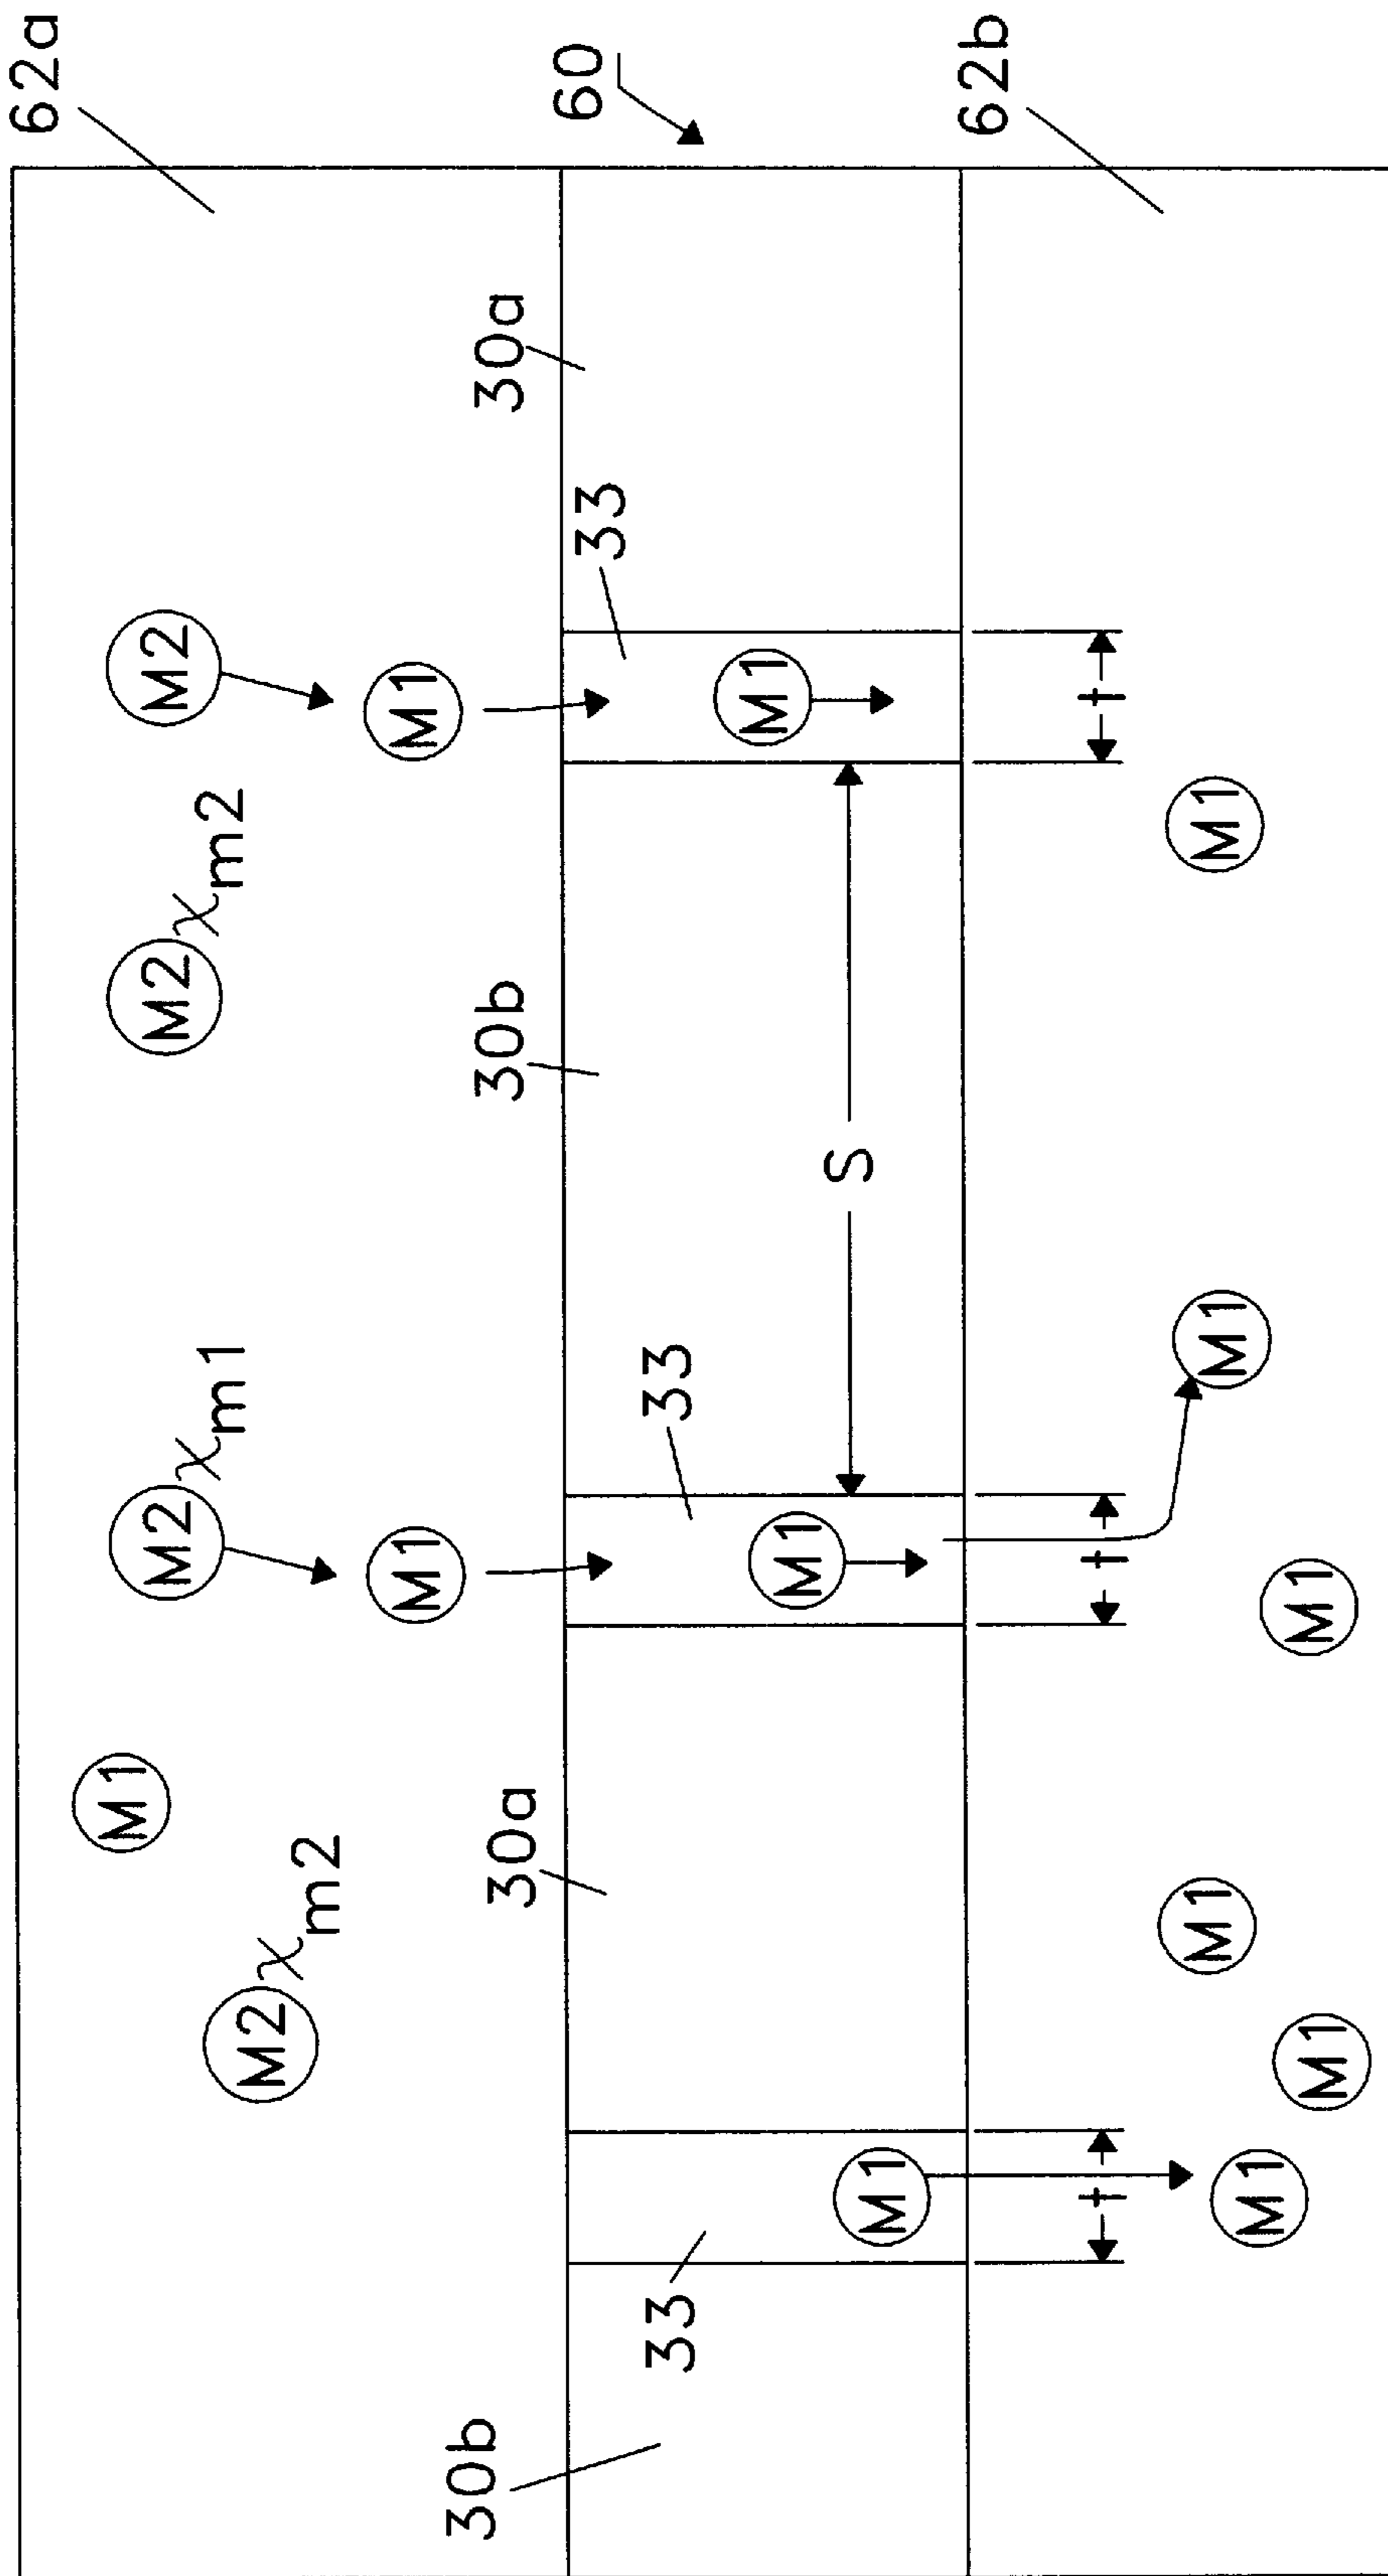 62a
M1
M2 χm1 M2 χm2 M2
M2 χm2
M1 M1
30b 30a 30b 30a
60
33 33 33
M1 M1 M1
S
62b
t t t
M1 M1 M1
M1 M1 M1